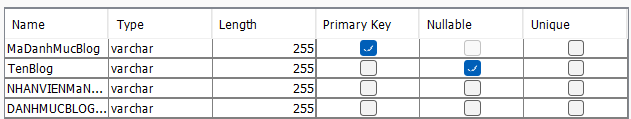 Name Type Length Primary Key Nullable Unique
MaDanhMucBlog varchar 255
TenBlog varchar 255
NHANVIENMaN... varchar 255
DANHMUCBLOG... varchar 255